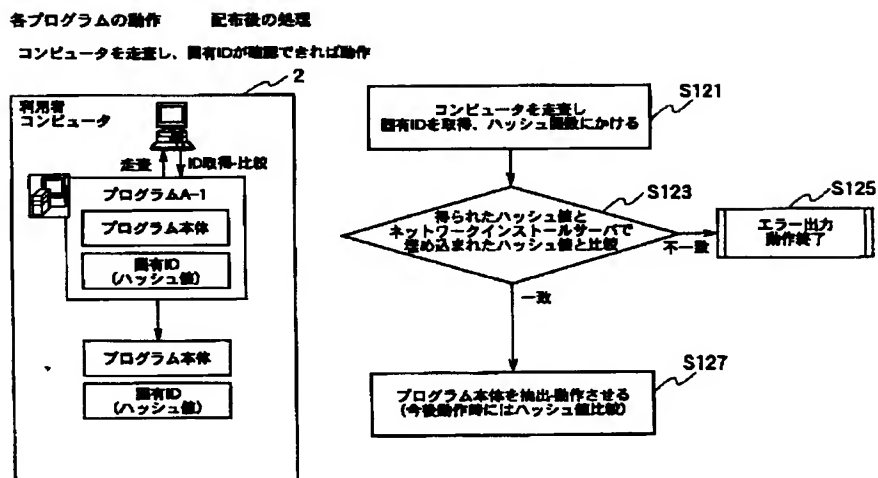 各プログラムの動作 配布後の処理
コンピュータを走査し、固有IDが確認できれば動作
2
利用者
コンピュータ
走査
ID取得・比較
プログラムA-1
プログラム本体
固有ID
(ハッシュ値)
プログラム本体
固有ID
(ハッシュ値)
S121
コンピュータを走査し
固有IDを取得、ハッシュ関数にかける
S123
得られたハッシュ値と
ネットワークインストールサーバで
埋め込まれたハッシュ値と比較
不一致
S125
エラー出力
動作終了
一致
S127
プログラム本体を抽出・動作させる
(今後動作時にはハッシュ値比較)